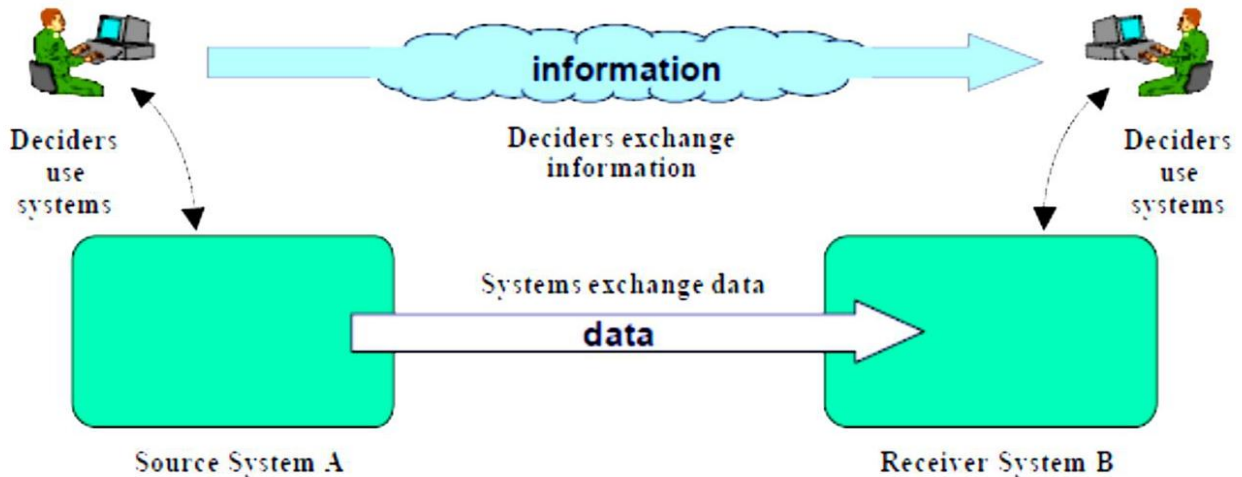 information
Deciders exchange
information
Deciders
use
systems
Deciders
use
systems
Systems exchange data
data
Source System A
Receiver System B